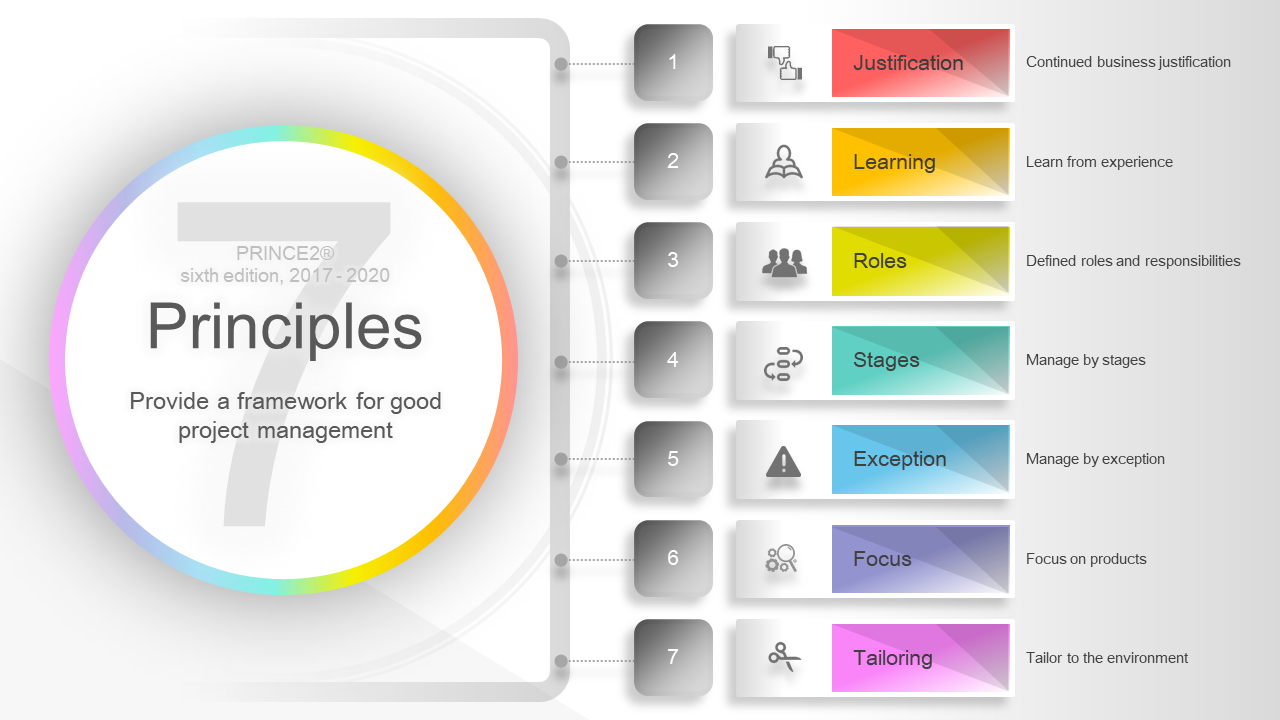 7
PRINCE2®
sixth edition, 2017 - 2020
Principles
Provide a framework for good
project management
1
Justification
Continued business justification
2
Learning
Learn from experience
3
Roles
Defined roles and responsibilities
4
Stages
Manage by stages
5
Exception
Manage by exception
6
Focus
Focus on products
7
Tailoring
Tailor to the environment